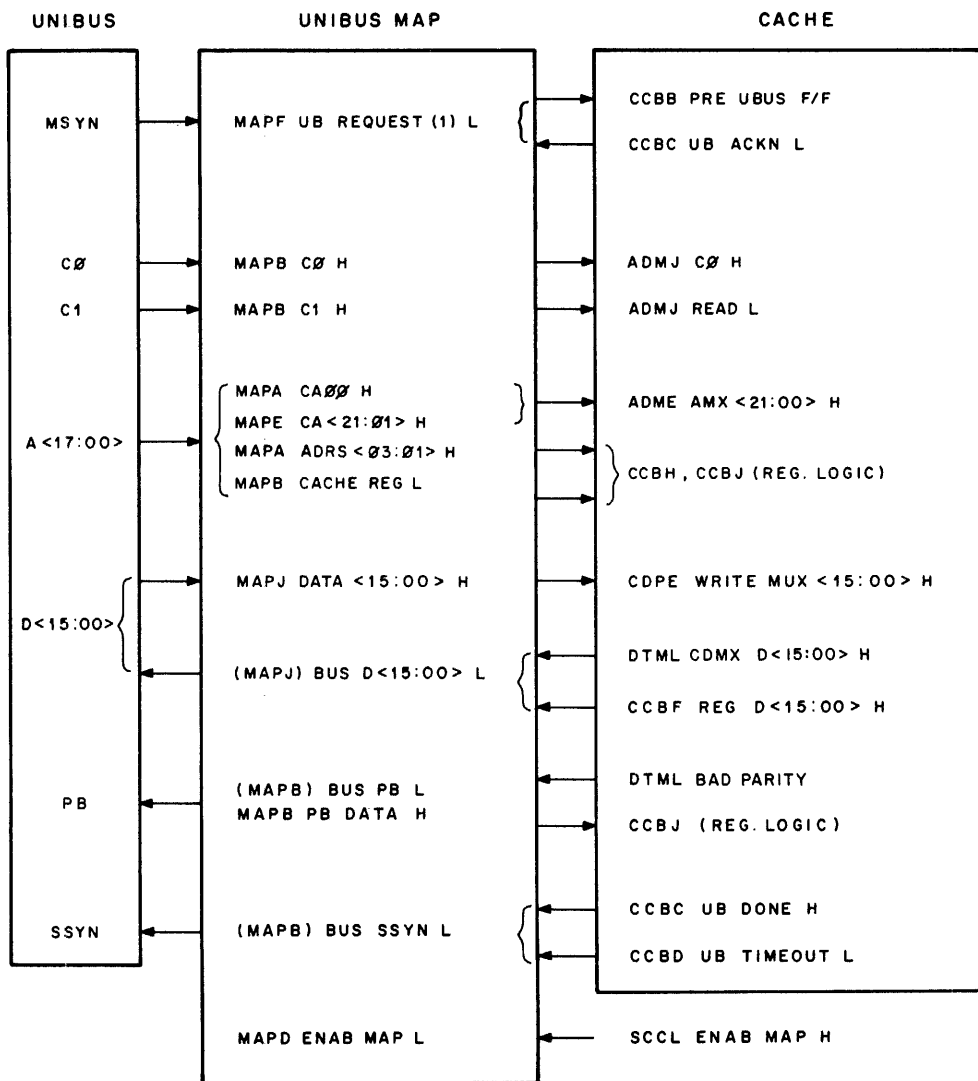 UNIBUS UNIBUS MAP CACHE
MSYN MAPF UB REQUEST (1) L CCBB PRE UBUS F/F
CCBC UB ACKN L
CØ MAPB CØ H ADMJ CØ H
C1 MAPB C1 H ADMJ READ L
A<17:00> MAPA CAØØ H ADME AMX <21:00> H
MAPE CA<21:Ø1> H
MAPA ADRS <Ø3:Ø1> H
MAPB CACHE REG L CCBH, CCBJ (REG. LOGIC)
D<15:00> MAPJ DATA <15:00> H CDPE WRITE MUX <15:00> H
(MAPJ) BUS D<15:00> L DTML CDMX D<15:00> H
CCBF REG D<15:00> H
PB (MAPB) BUS PB L DTML BAD PARITY
MAPB PB DATA H CCBJ (REG. LOGIC)
SSYN (MAPB) BUS SSYN L CCBC UB DONE H
CCBD UB TIMEOUT L
MAPD ENAB MAP L SCCL ENAB MAP H